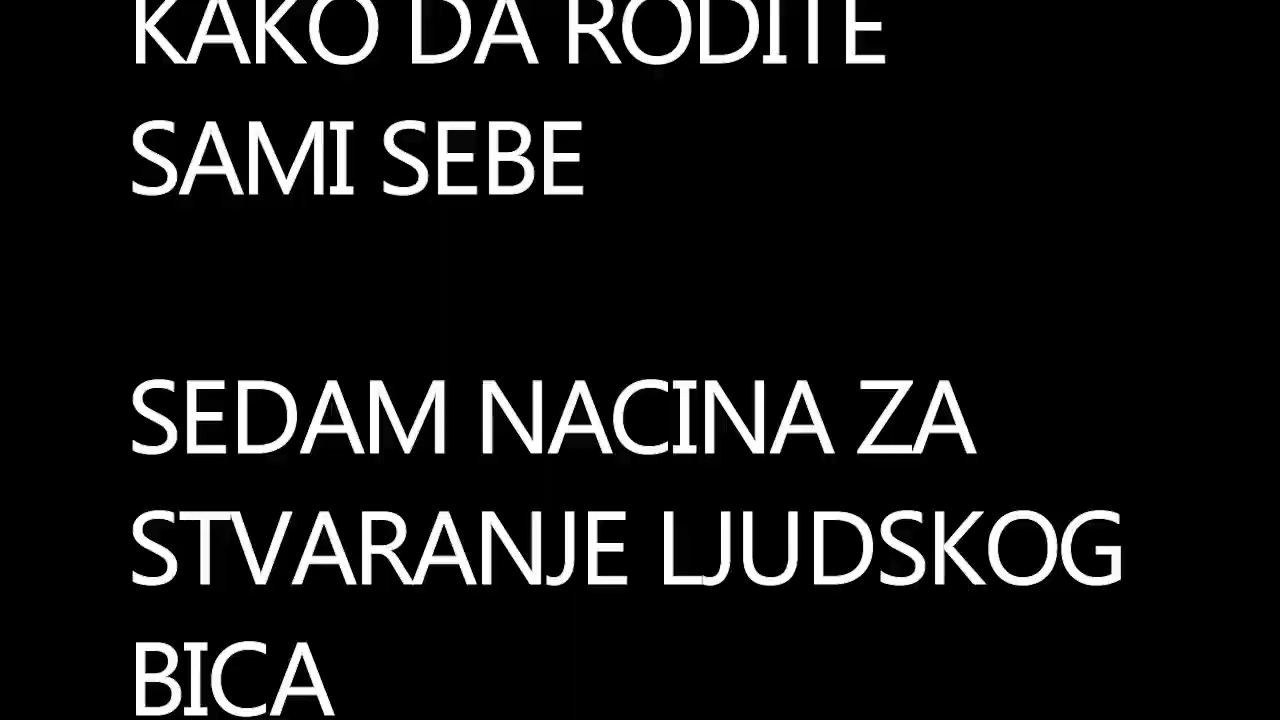 KAKO DA RODITE
SAMI SEBE
SEDAM NACINA ZA
STVARANJE LJUDSKOG
BICA